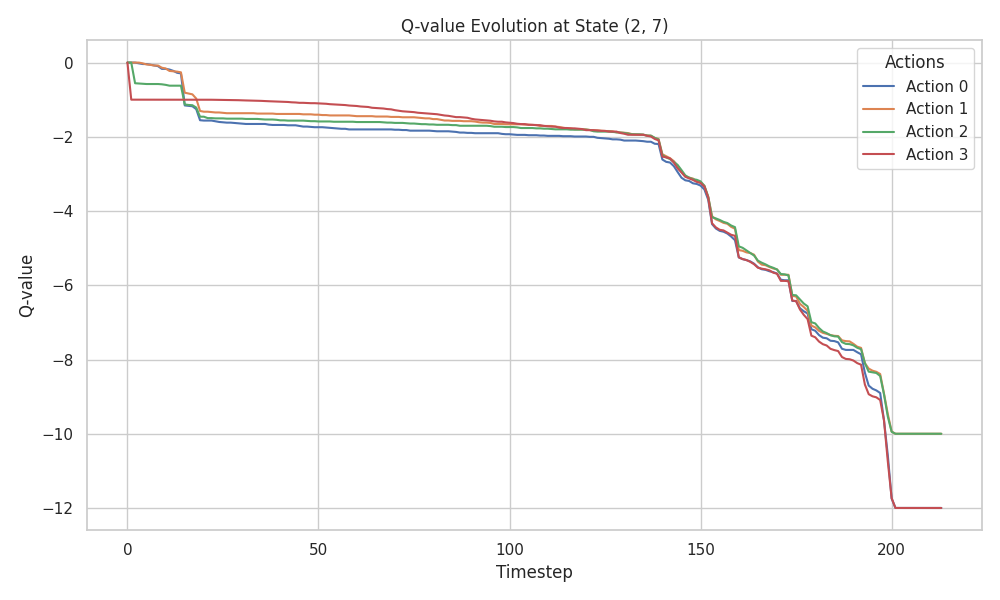 Q-value Evolution at State (2, 7)
Actions
Action 0
Action 1
Action 2
Action 3
Q-value
0
−2
−4
−6
−8
−10
−12
0
50
100
150
200
Timestep